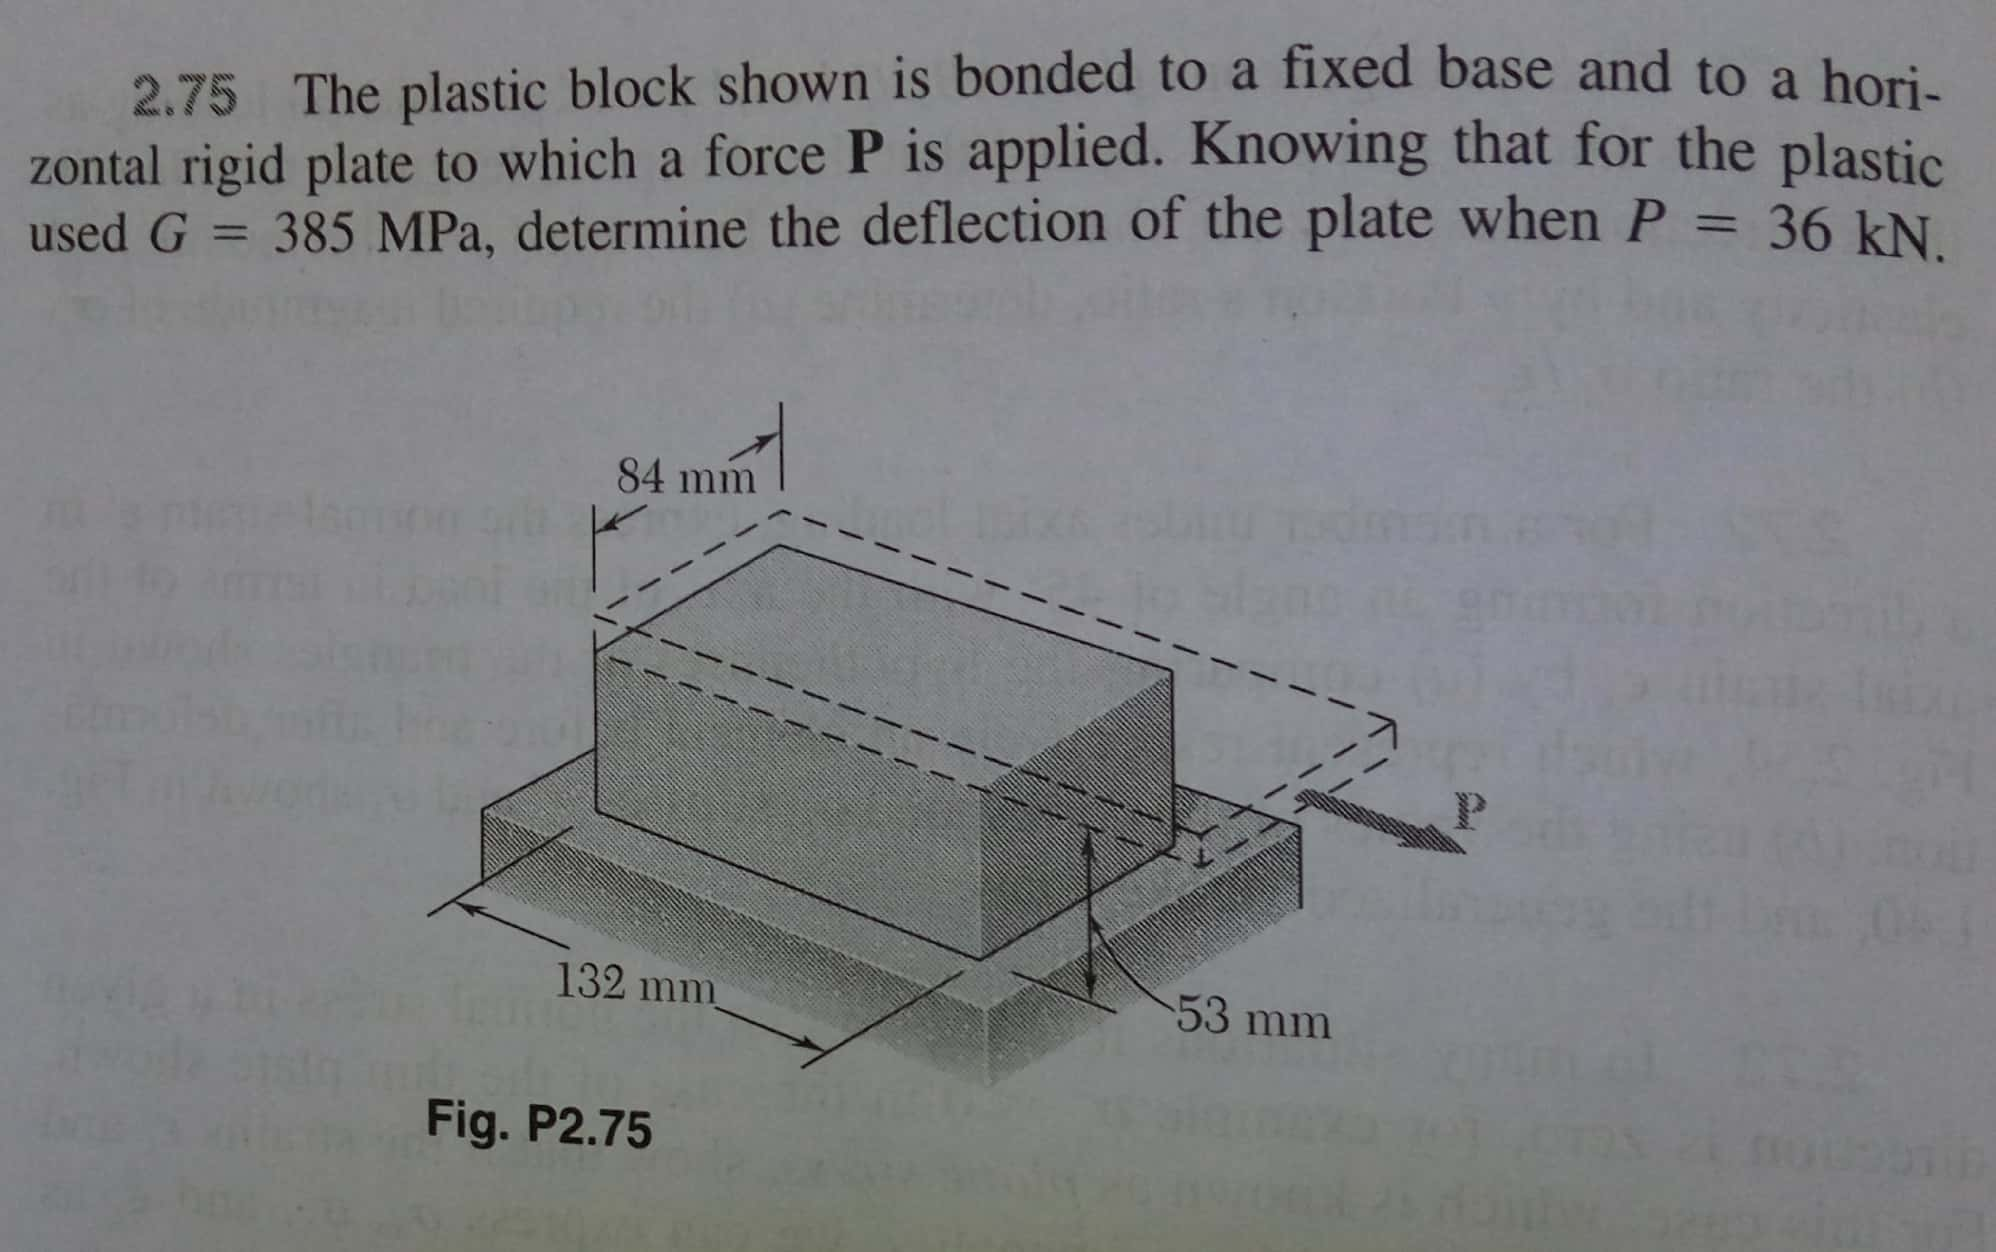 2.75 The plastic block shown is bonded to a fixed base and to a hori-
zontal rigid plate to which a force P is applied. Knowing that for the plastic
used G = 385 MPa, determine the deflection of the plate when P = 36 kN.
84 mm
P
132 mm
53 mm
Fig. P2.75